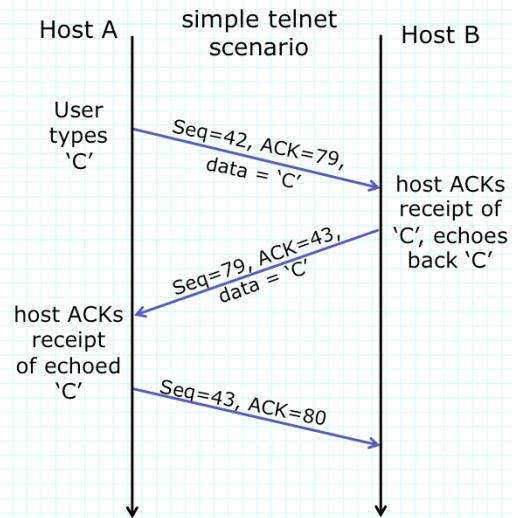 Host A
simple telnet
scenario
Host B
User
types
‘C’
Seq=42, ACK=79,
data = ‘C’
host ACKs
receipt of
‘C’, echoes
back ‘C’
Seq=79, ACK=43,
data = ‘C’
host ACKs
receipt
of echoed
‘C’
Seq=43, ACK=80